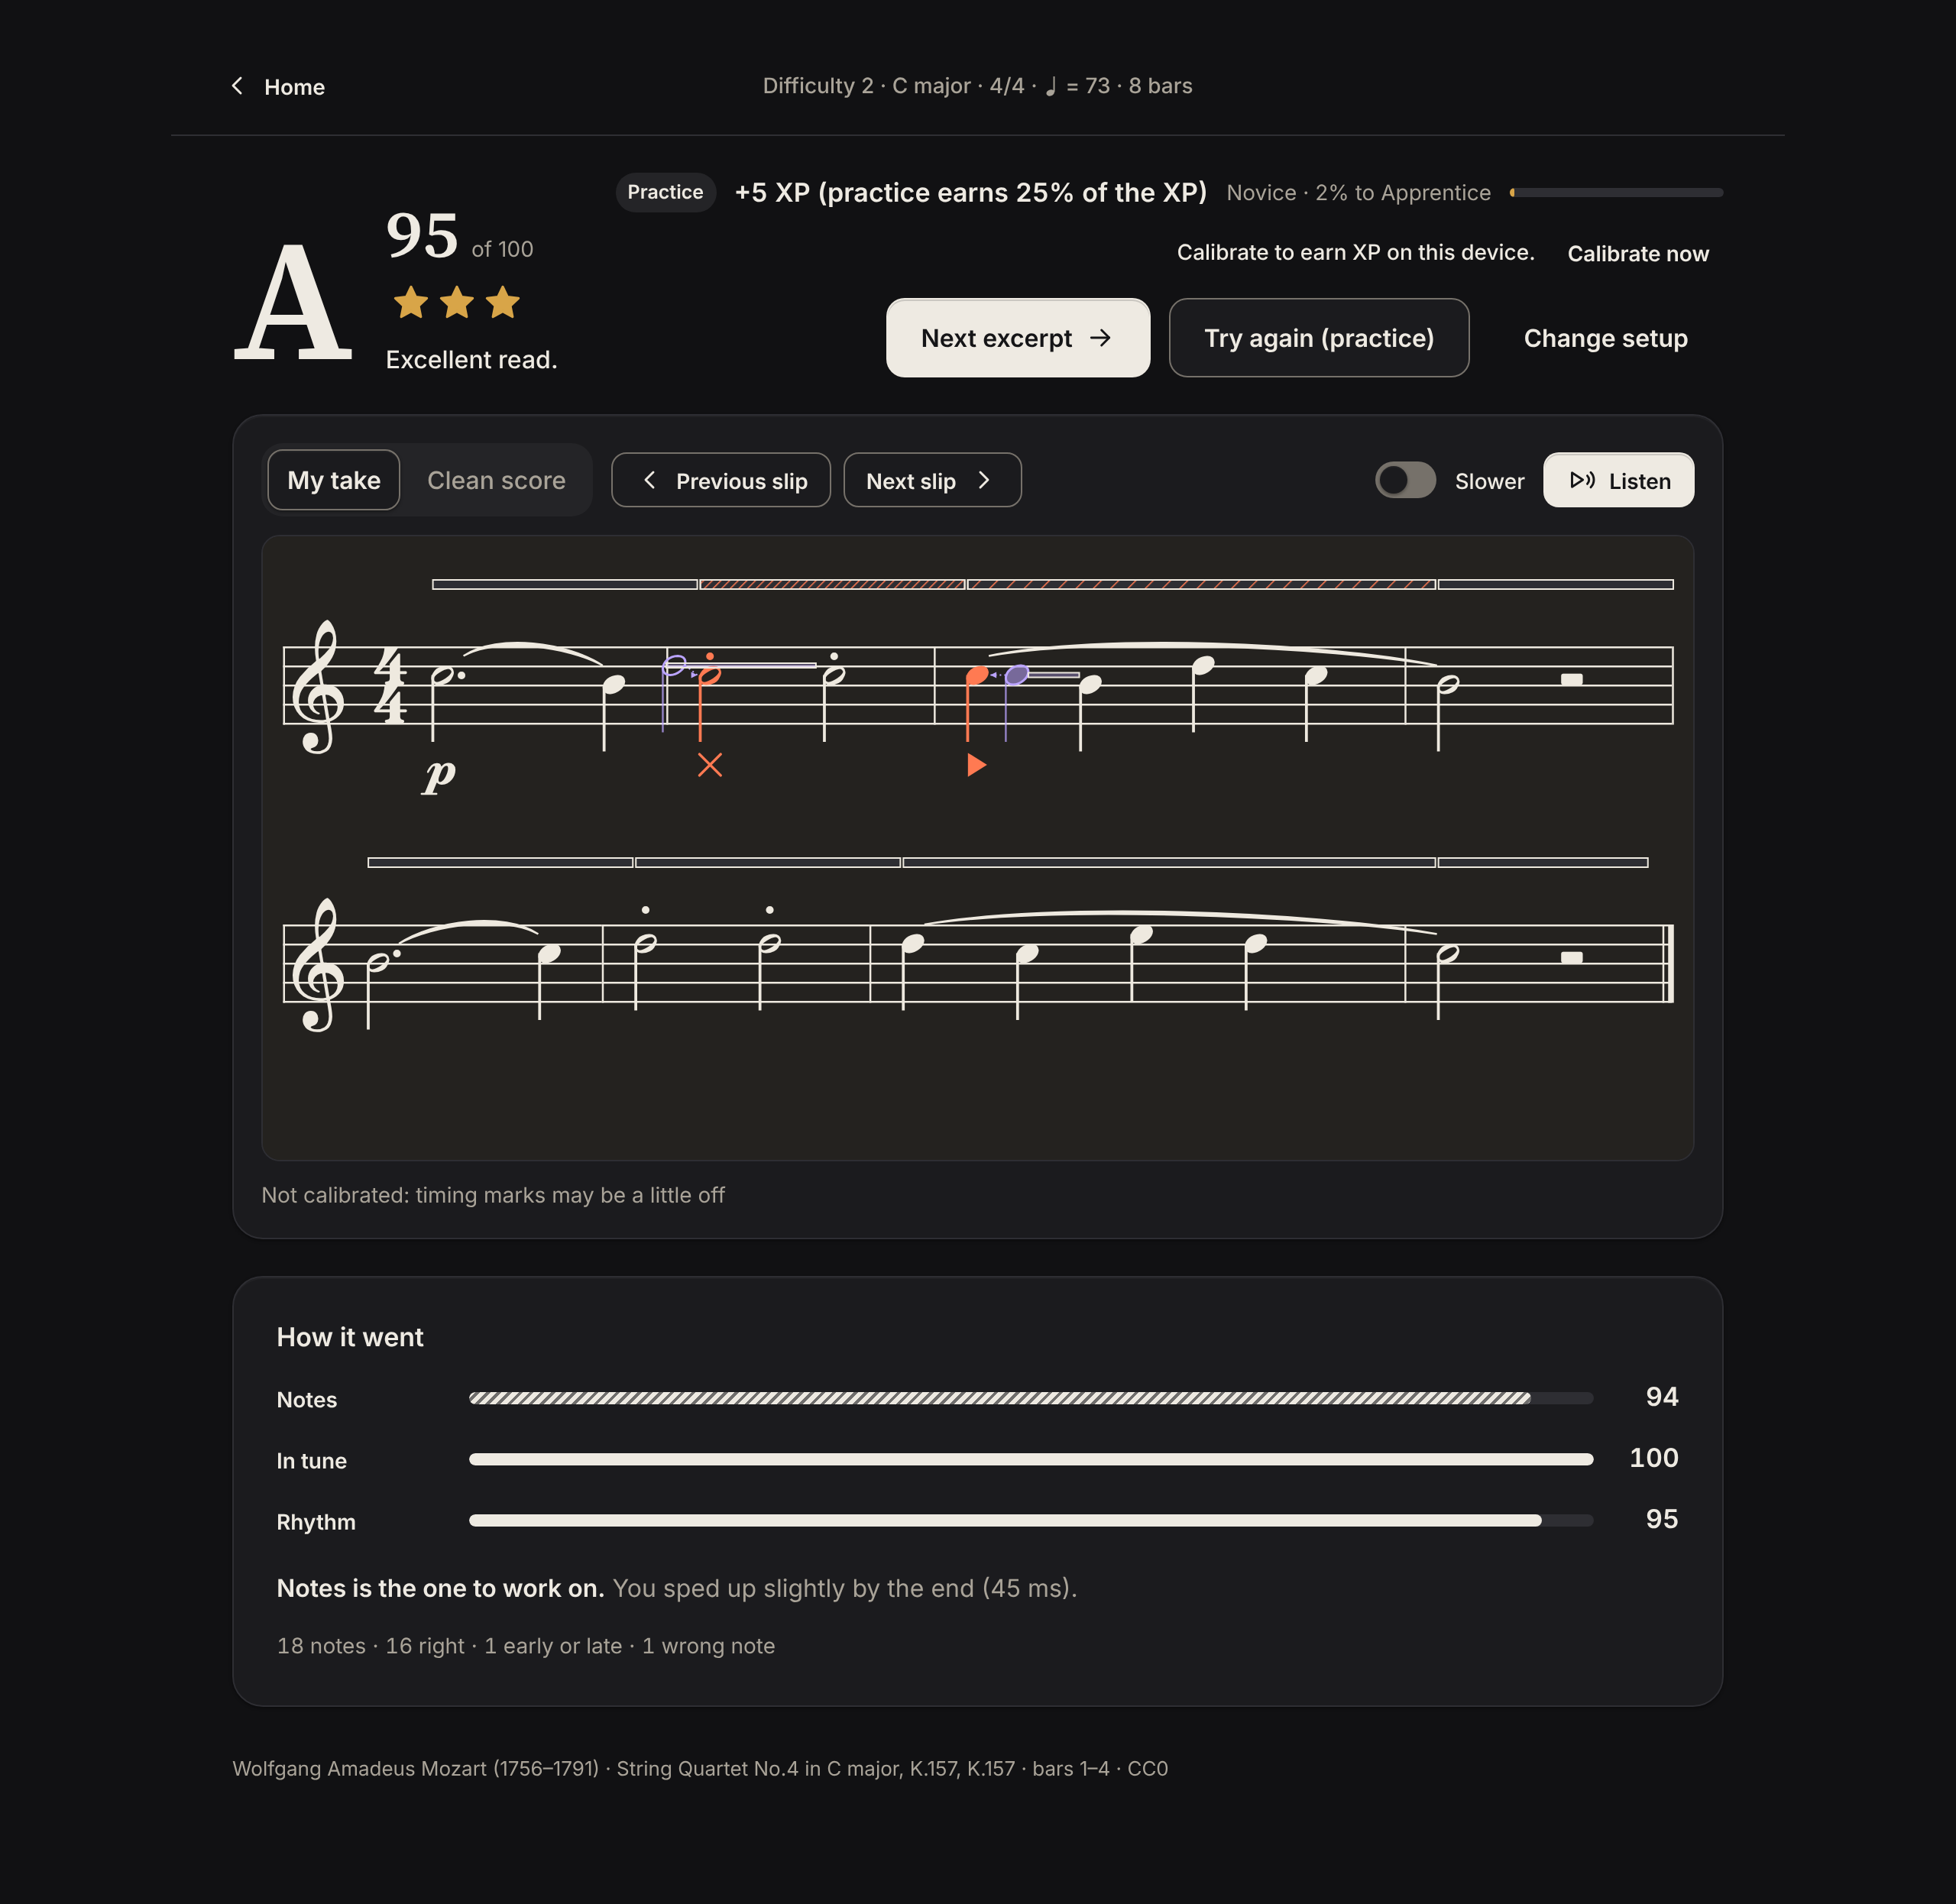 Home
Difficulty 2 · C major · 4/4 · ♩ = 73 · 8 bars
Practice
+5 XP (practice earns 25% of the XP)
Novice · 2% to Apprentice
A
95 of 100
Excellent read.
Calibrate to earn XP on this device.
Calibrate now
Next excerpt →
Try again (practice)
Change setup
My take
Clean score
Previous slip
Next slip
Slower
Listen
4
4
p
Not calibrated: timing marks may be a little off
How it went
Notes 94
In tune 100
Rhythm 95
Notes is the one to work on. You sped up slightly by the end (45 ms).
18 notes · 16 right · 1 early or late · 1 wrong note
Wolfgang Amadeus Mozart (1756–1791) · String Quartet No.4 in C major, K.157, K.157 · bars 1–4 · CC0